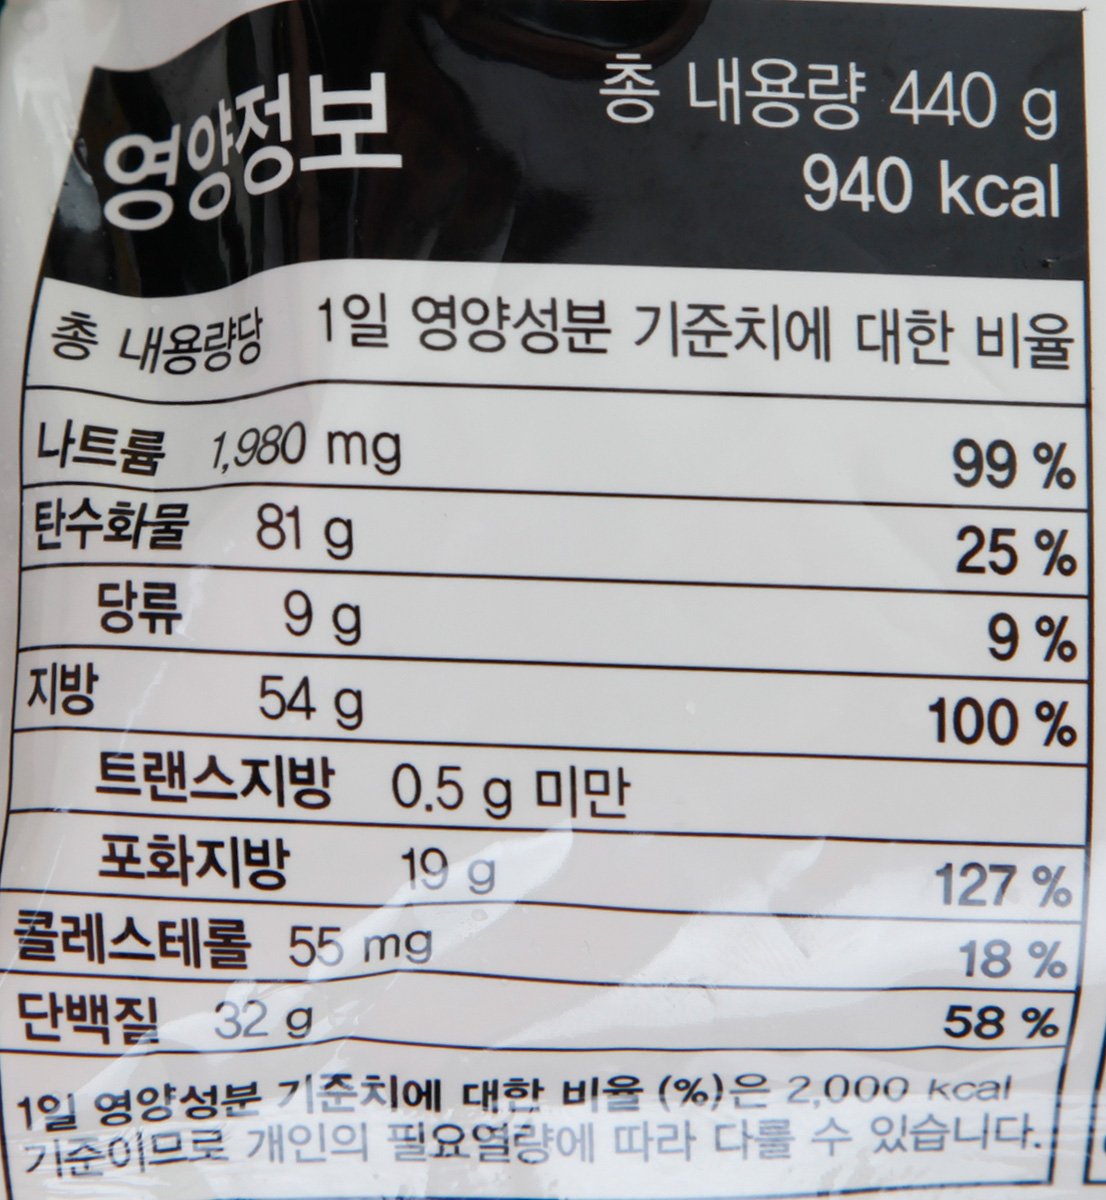 영양정보
총 내용량 440 g
940 kcal
총 내용량당 1일 영양성분 기준치에 대한 비율
나트륨 1,980 mg 99 %
탄수화물 81 g 25 %
당류 9 g 9 %
지방 54 g 100 %
트랜스지방 0.5 g 미만
포화지방 19 g 127 %
콜레스테롤 55 mg 18 %
단백질 32 g 58 %
1일 영양성분 기준치에 대한 비율 (%)은 2,000 kcal
기준이므로 개인의 필요열량에 따라 다를 수 있습니다.